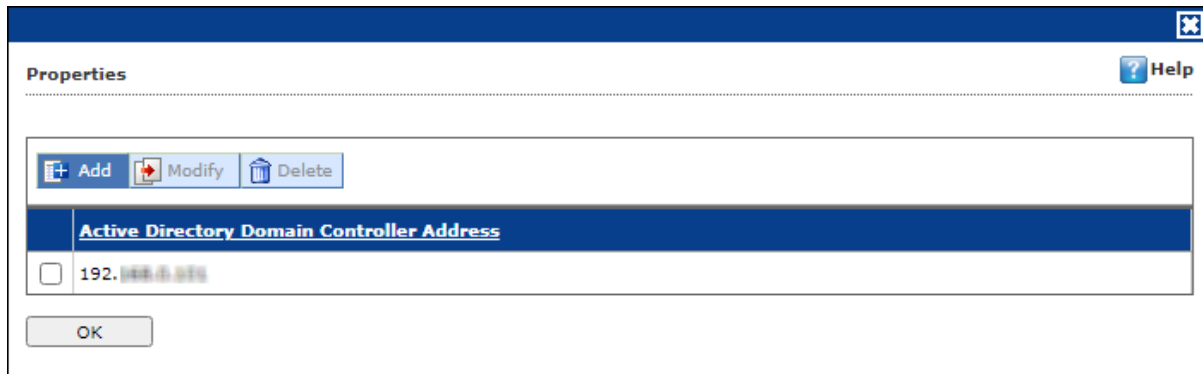 Properties
Help
Add Modify Delete
Active Directory Domain Controller Address
192.
OK